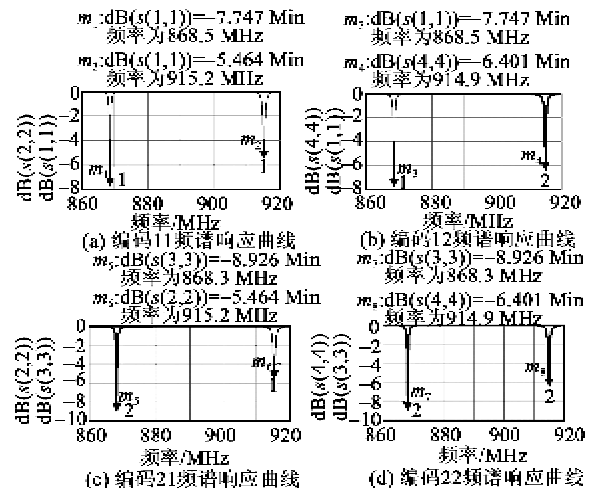 m₁:dB(s(1,1))=−7.747 Min
频率为868.5 MHz
m₂:dB(s(1,1))=−5.464 Min
频率为915.2 MHz
dB(s(2,2))
dB(s(1,1))
0
−2
−4
−6
−8
m₁
1
m₂
1
860 880 900 920
频率/MHz
(a) 编码11频谱响应曲线
m₃:dB(s(1,1))=−7.747 Min
频率为868.5 MHz
m₄:dB(s(4,4))=−6.401 Min
频率为914.9 MHz
dB(s(4,4))
dB(s(1,1))
0
−2
−4
−6
−8
m₃
1
m₄
2
860 880 900 920
频率/MHz
(b) 编码12频谱响应曲线
m₅:dB(s(3,3))=−8.926 Min
频率为868.3 MHz
m₆:dB(s(2,2))=−5.464 Min
频率为915.2 MHz
dB(s(2,2))
dB(s(3,3))
0
−2
−4
−6
−8
−10
m₅
2
m₆
1
860 880 900 920
频率/MHz
(c) 编码21频谱响应曲线
m₇:dB(s(3,3))=−8.926 Min
频率为868.3 MHz
m₈:dB(s(4,4))=−6.401 Min
频率为914.9 MHz
dB(s(4,4))
dB(s(3,3))
0
−2
−4
−6
−8
−10
m₇
2
m₈
2
860 880 900 920
频率/MHz
(d) 编码22频谱响应曲线